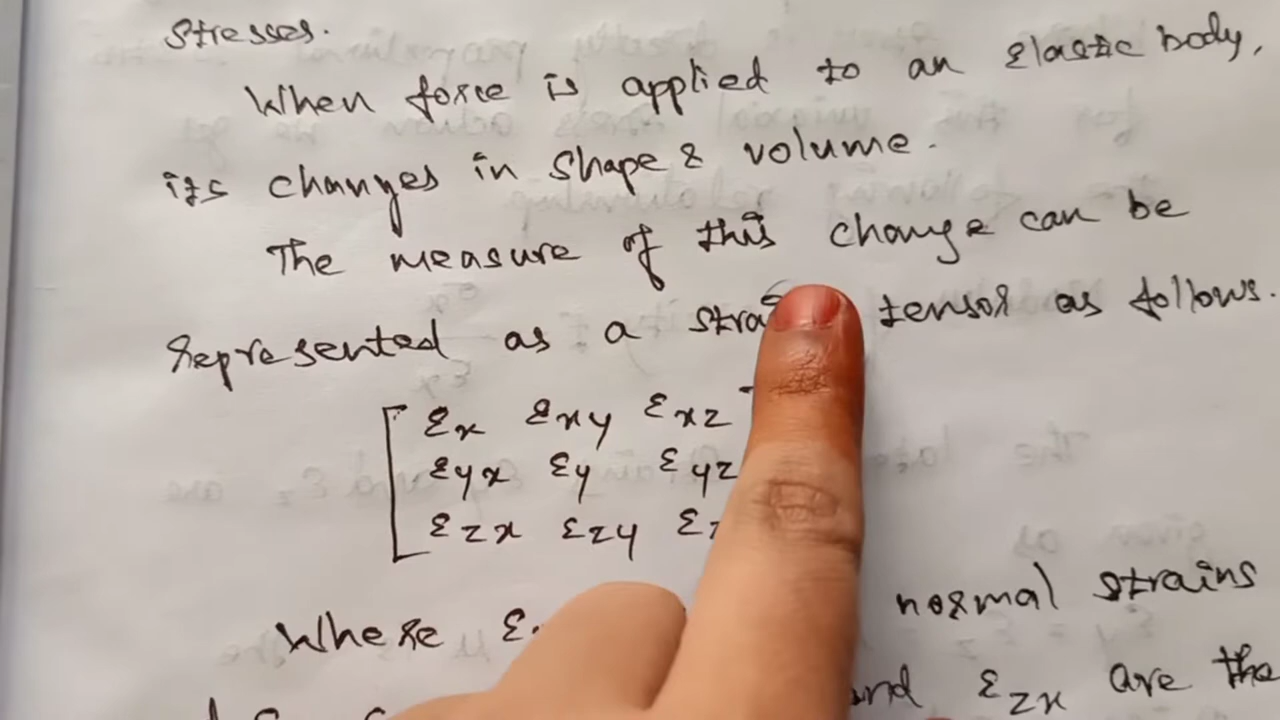 Stresses.
When force is applied to an elastic body,
its changes in shape & volume.
The measure of this change can be
represented as a tensor as follows.
εx εxy εxz
εyx εy εyz
εzx εzy
Where normal strains
and εzx are the